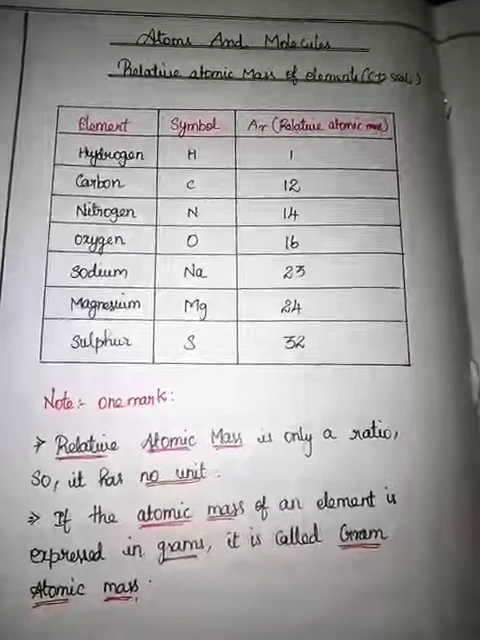 Atoms And Molecules
Relative atomic Mass of elements (C-12 scale)
Element Symbol Ar (Relative atomic mass)
Hydrogen H 1
Carbon C 12
Nitrogen N 14
Oxygen O 16
Sodium Na 23
Magnesium Mg 24
Sulphur S 32
Note:- one mark:
Relative Atomic Mass is only a ratio,
So, it has no unit.
If the atomic mass of an element is
expressed in grams, it is called Gram
Atomic mass.